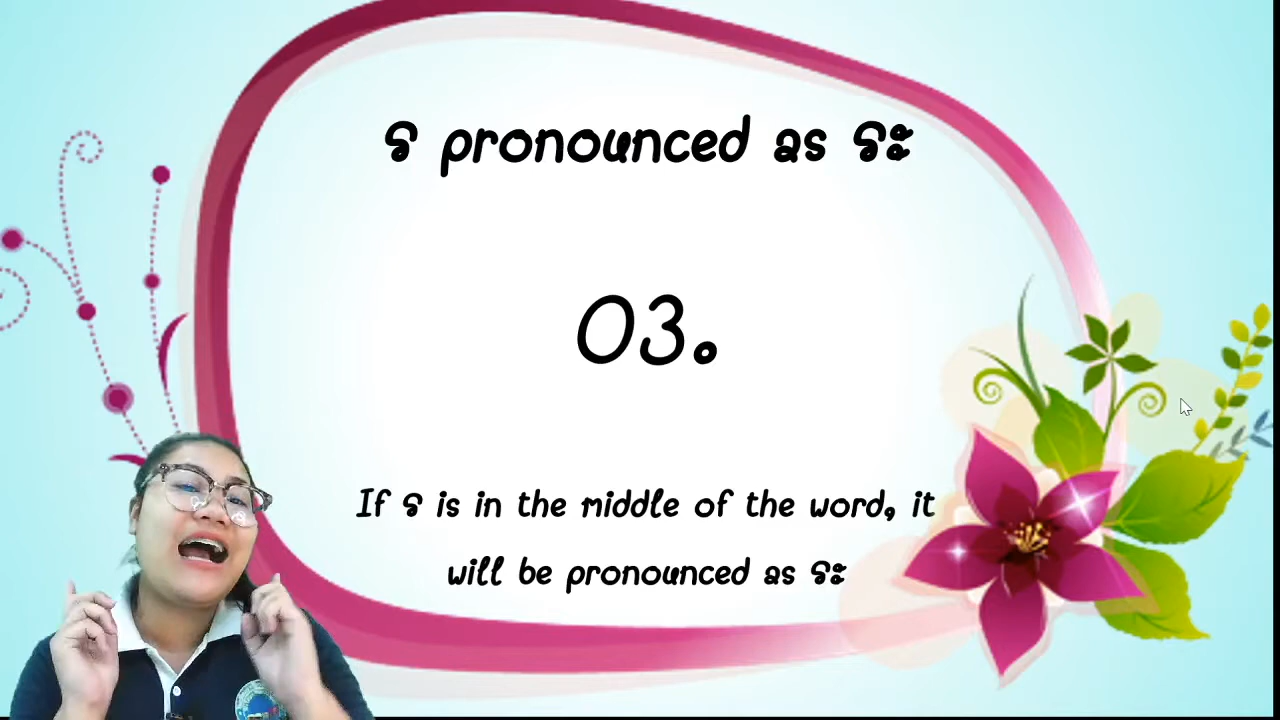 ร pronounced as ระ
03.
If ร is in the middle of the word, it
will be pronounced as ระ